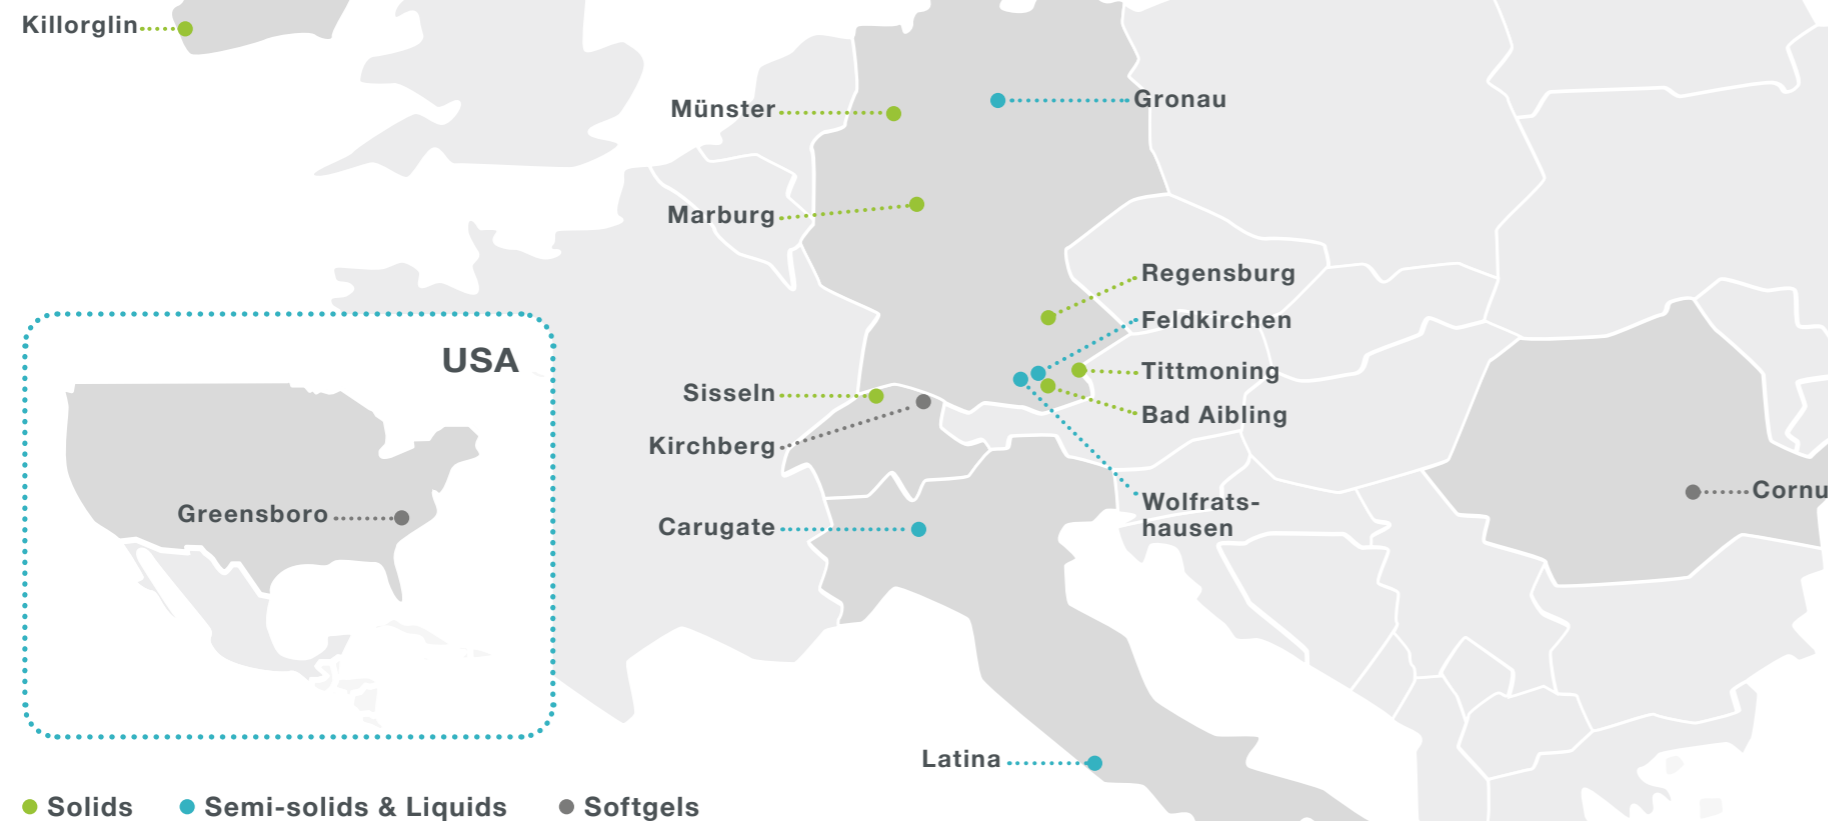 Killorglin
Münster
Gronau
Marburg
Regensburg
Feldkirchen
USA
Tittmoning
Sisseln
Bad Aibling
Kirchberg
Cornu
Wolfrats-
hausen
Greensboro
Carugate
Latina
Solids
Semi-solids & Liquids
Softgels